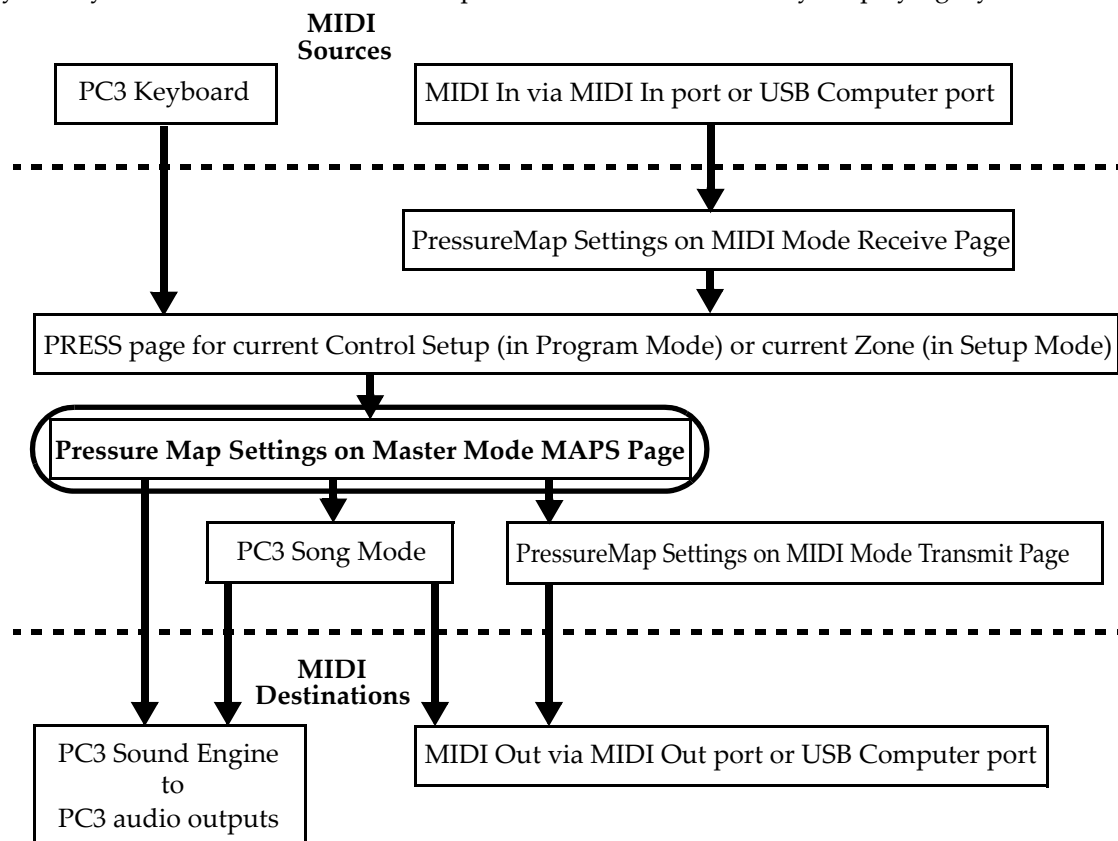 MIDI
Sources
PC3 Keyboard
MIDI In via MIDI In port or USB Computer port
PressureMap Settings on MIDI Mode Receive Page
PRESS page for current Control Setup (in Program Mode) or current Zone (in Setup Mode)
Pressure Map Settings on Master Mode MAPS Page
PC3 Song Mode
PressureMap Settings on MIDI Mode Transmit Page
MIDI
Destinations
PC3 Sound Engine
to
PC3 audio outputs
MIDI Out via MIDI Out port or USB Computer port